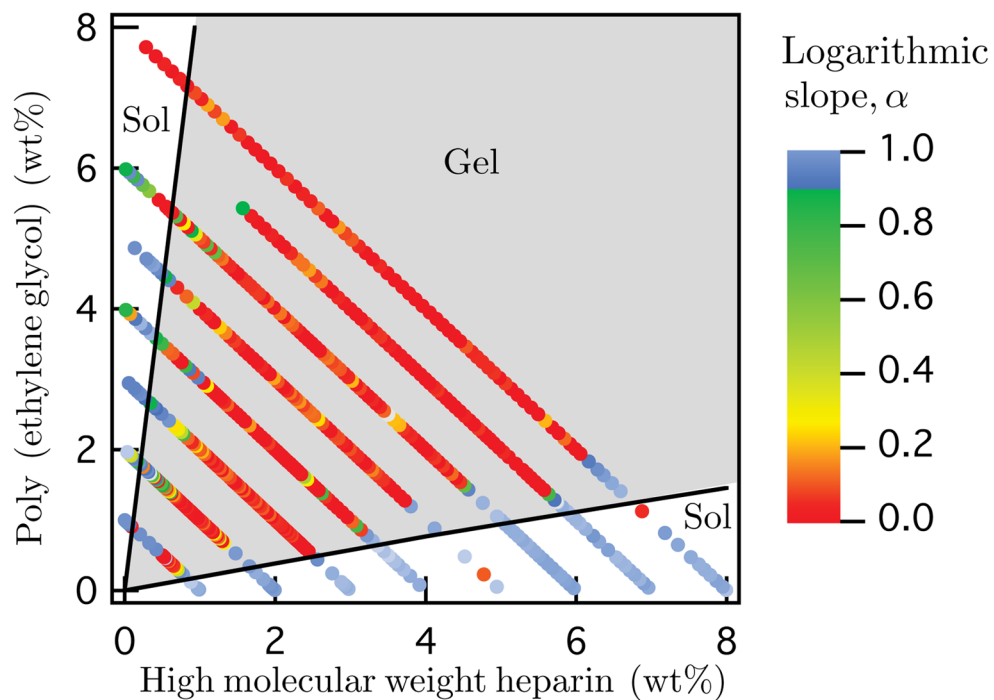 8
6
4
2
0
Poly (ethylene glycol) (wt%)
Sol
Gel
Sol
0
2
4
6
8
High molecular weight heparin (wt%)
Logarithmic
slope, α
1.0
0.8
0.6
0.4
0.2
0.0